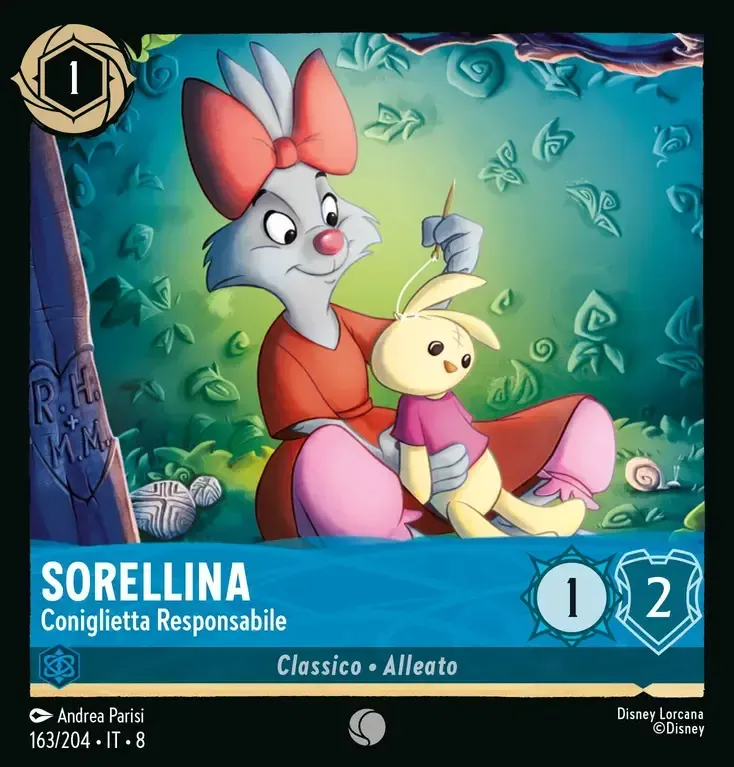 1
R.H.
+
M.M.
SORELLINA
Coniglietta Responsabile
1
2
Classico • Alleato
Andrea Parisi
163/204 • IT • 8
Disney Lorcana
©Disney